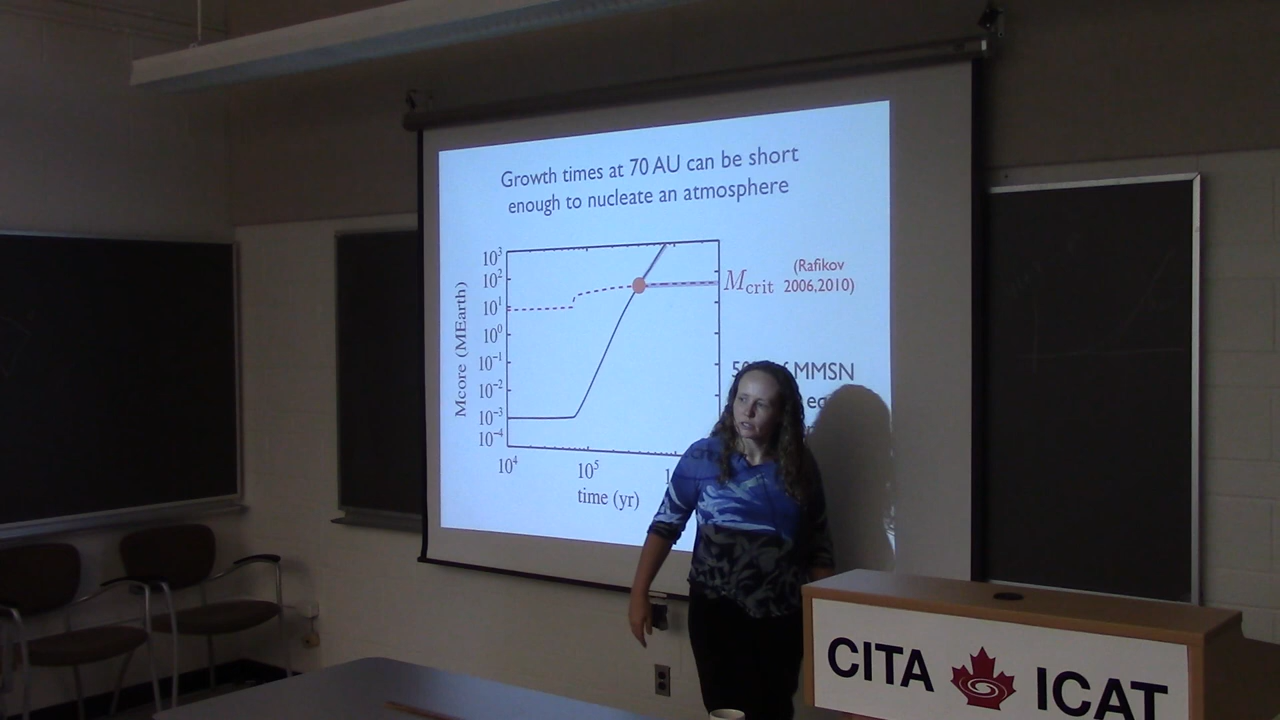 Growth times at 70 AU can be short
enough to nucleate an atmosphere
10³
10²
10¹
10⁰
10⁻¹
10⁻²
10⁻³
10⁻⁴
Mcore (MEarth)
10⁴
10⁵
time (yr)
Mcrit
(Rafikov
2006,2010)
MMSN
CITA ICAT